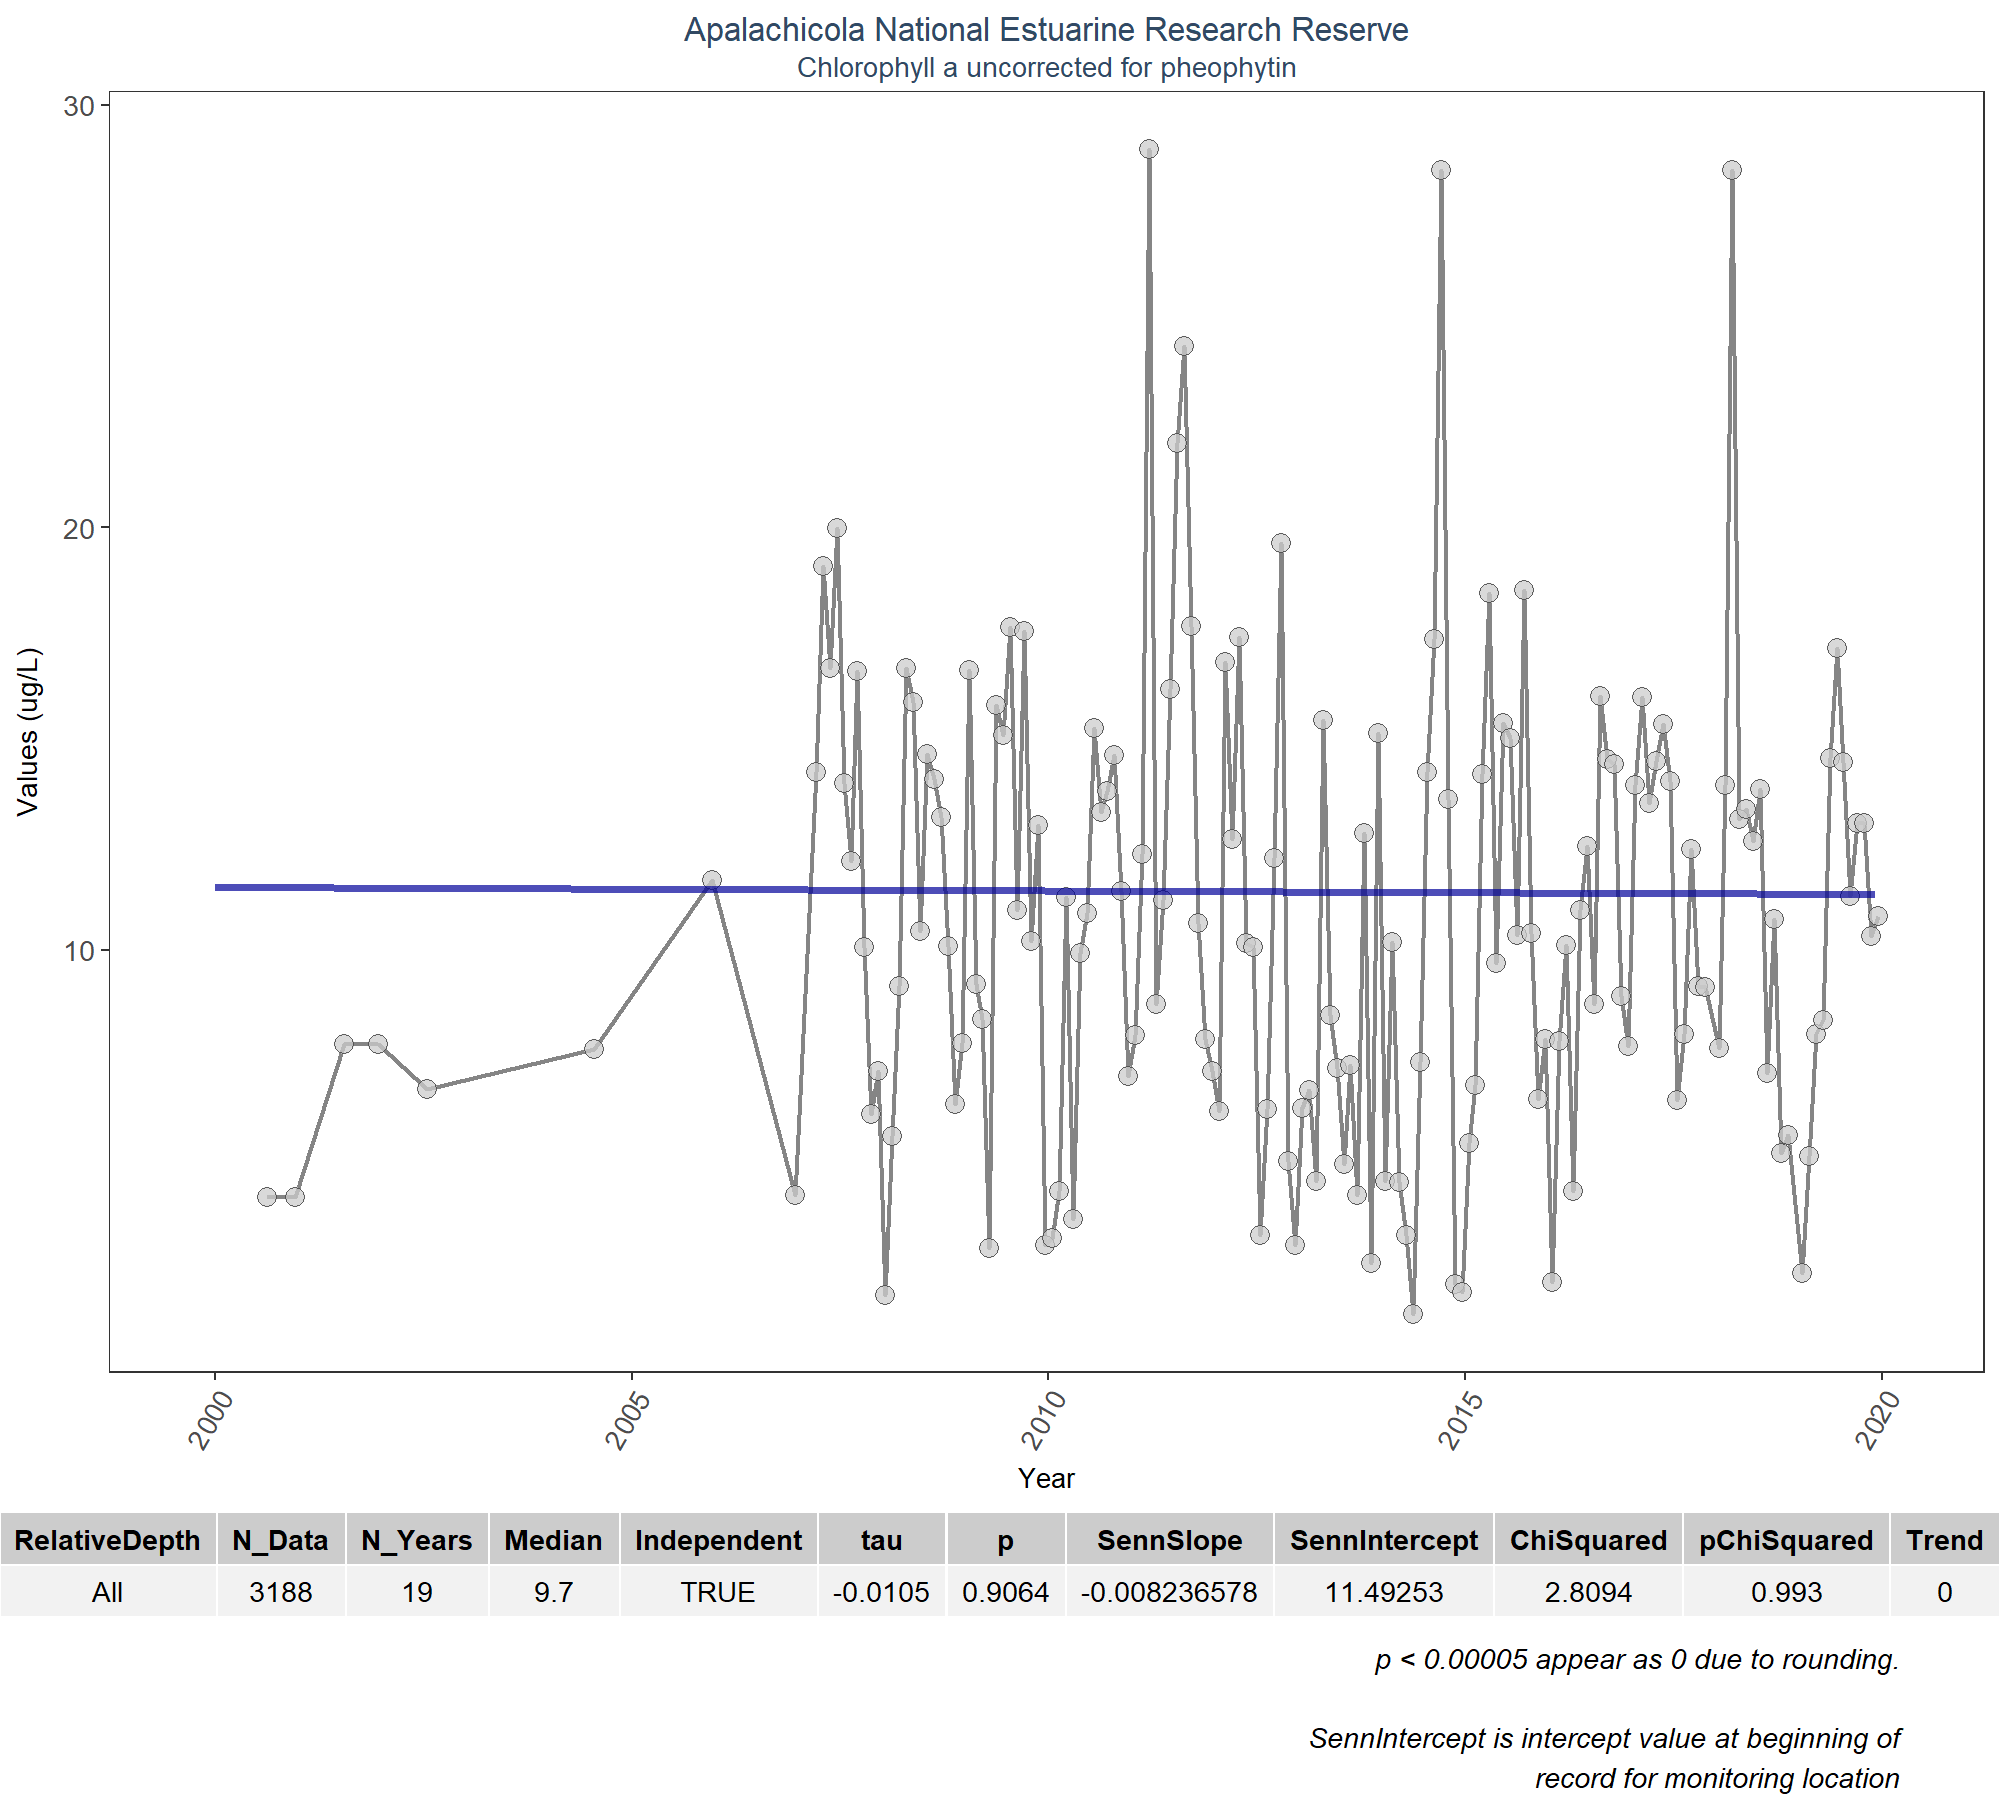 Apalachicola National Estuarine Research Reserve
Chlorophyll a uncorrected for pheophytin
30
20
10
Values (ug/L)
2000
2005
2010
2015
2020
Year
RelativeDepth N_Data N_Years Median Independent tau p SennSlope SennIntercept ChiSquared pChiSquared Trend
All 3188 19 9.7 TRUE -0.0105 0.9064 -0.008236578 11.49253 2.8094 0.993 0
p < 0.00005 appear as 0 due to rounding.
SennIntercept is intercept value at beginning of
record for monitoring location